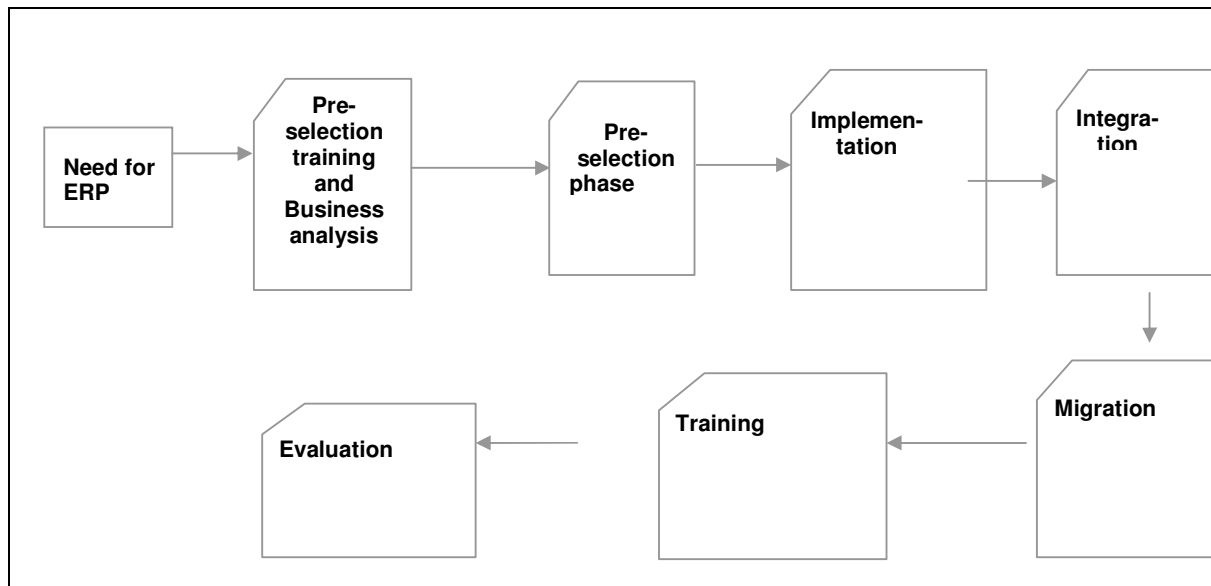 Need for
ERP
Pre-
selection
training
and
Business
analysis
Pre-
selection
phase
Implemen-
tation
Integra-
tion
Migration
Training
Evaluation